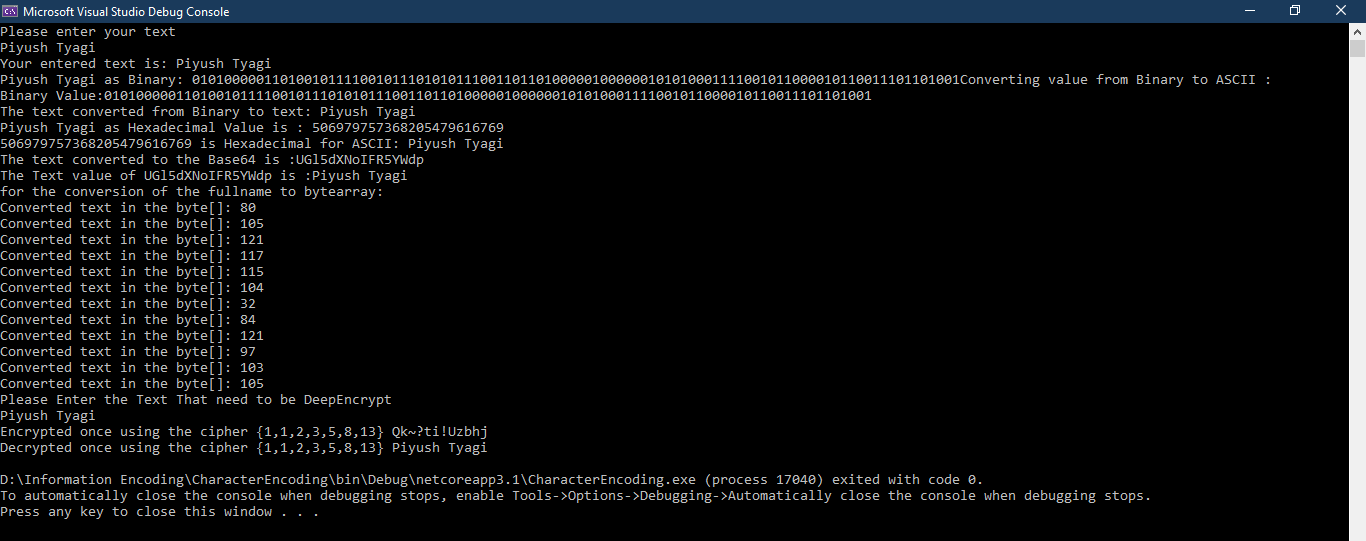 Microsoft Visual Studio Debug Console
Please enter your text
Piyush Tyagi
Your entered text is: Piyush Tyagi
Piyush Tyagi as Binary: 010100000110100101111001011101010111001101101000001000000101010001111001011000010110011101101001Converting value from Binary to ASCII :
Binary Value:010100000110100101111001011101010111001101101000001000000101010001111001011000010110011101101001
The text converted from Binary to text: Piyush Tyagi
Piyush Tyagi as Hexadecimal Value is : 506979757368205479616769
506979757368205479616769 is Hexadecimal for ASCII: Piyush Tyagi
The text converted to the Base64 is :UGl5dXNoIFR5YWdp
The Text value of UGl5dXNoIFR5YWdp is :Piyush Tyagi
for the conversion of the fullname to bytearray:
Converted text in the byte[]: 80
Converted text in the byte[]: 105
Converted text in the byte[]: 121
Converted text in the byte[]: 117
Converted text in the byte[]: 115
Converted text in the byte[]: 104
Converted text in the byte[]: 32
Converted text in the byte[]: 84
Converted text in the byte[]: 121
Converted text in the byte[]: 97
Converted text in the byte[]: 103
Converted text in the byte[]: 105
Please Enter the Text That need to be DeepEncrypt
Piyush Tyagi
Encrypted once using the cipher {1,1,2,3,5,8,13} Qk~?ti!Uzbhj
Decrypted once using the cipher {1,1,2,3,5,8,13} Piyush Tyagi
D:\Information Encoding\CharacterEncoding\bin\Debug\netcoreapp3.1\CharacterEncoding.exe (process 17040) exited with code 0.
To automatically close the console when debugging stops, enable Tools->Options->Debugging->Automatically close the console when debugging stops.
Press any key to close this window . . .